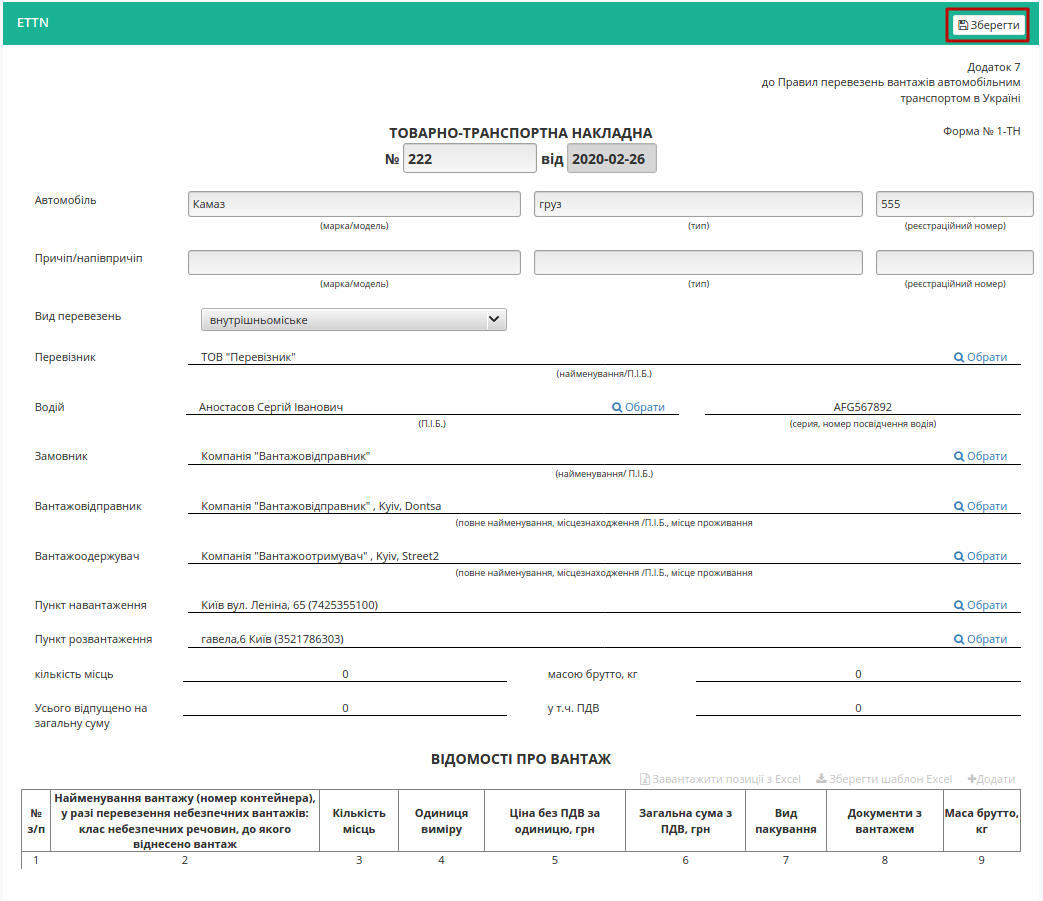 ETTN
Зберегти
Додаток 7
до Правил перевезень вантажів автомобільним
транспортом в Україні
Форма № 1-ТН
ТОВАРНО-ТРАНСПОРТНА НАКЛАДНА
№ 222 від 2020-02-26
Автомобіль Камаз груз 555
(марка/модель) (тип) (реєстраційний номер)
Причіп/напівпричіп
(марка/модель) (тип) (реєстраційний номер)
Вид перевезень внутрішньоміське
Перевізник ТОВ "Перевізник" Обрати
(найменування/П.І.Б.)
Водій Аностасов Сергій Іванович Обрати AFG567892
(П.І.Б.) (серия, номер посвідчення водія)
Замовник Компанія "Вантажовідправник" Обрати
(найменування/ П.І.Б.)
Вантажовідправник Компанія "Вантажовідправник" , Kyiv, Dontsa Обрати
(повне найменування, місцезнаходження /П.І.Б., місце проживання
Вантажоодержувач Компанія "Вантажоотримувач" , Kyiv, Street2 Обрати
(повне найменування, місцезнаходження /П.І.Б., місце проживання
Пункт навантаження Київ вул. Леніна, 65 (7425355100) Обрати
Пункт розвантаження гавела,6 Київ (3521786303) Обрати
кількість місць 0 масою брутто, кг 0
Усього відпущено на
загальну суму 0 у т.ч. ПДВ 0
ВІДОМОСТІ ПРО ВАНТАЖ
Завантажити позиції з Excel Зберегти шаблон Excel Додати
№
з/п
Найменування вантажу (номер контейнера),
у разі перевезення небезпечних вантажів:
клас небезпечних речовин, до якого
віднесено вантаж
Кількість
місць
Одиниця
виміру
Ціна без ПДВ за
одиницю, грн
Загальна сума з
ПДВ, грн
Вид
пакування
Документи з
вантажем
Маса брутто,
кг
1 2 3 4 5 6 7 8 9